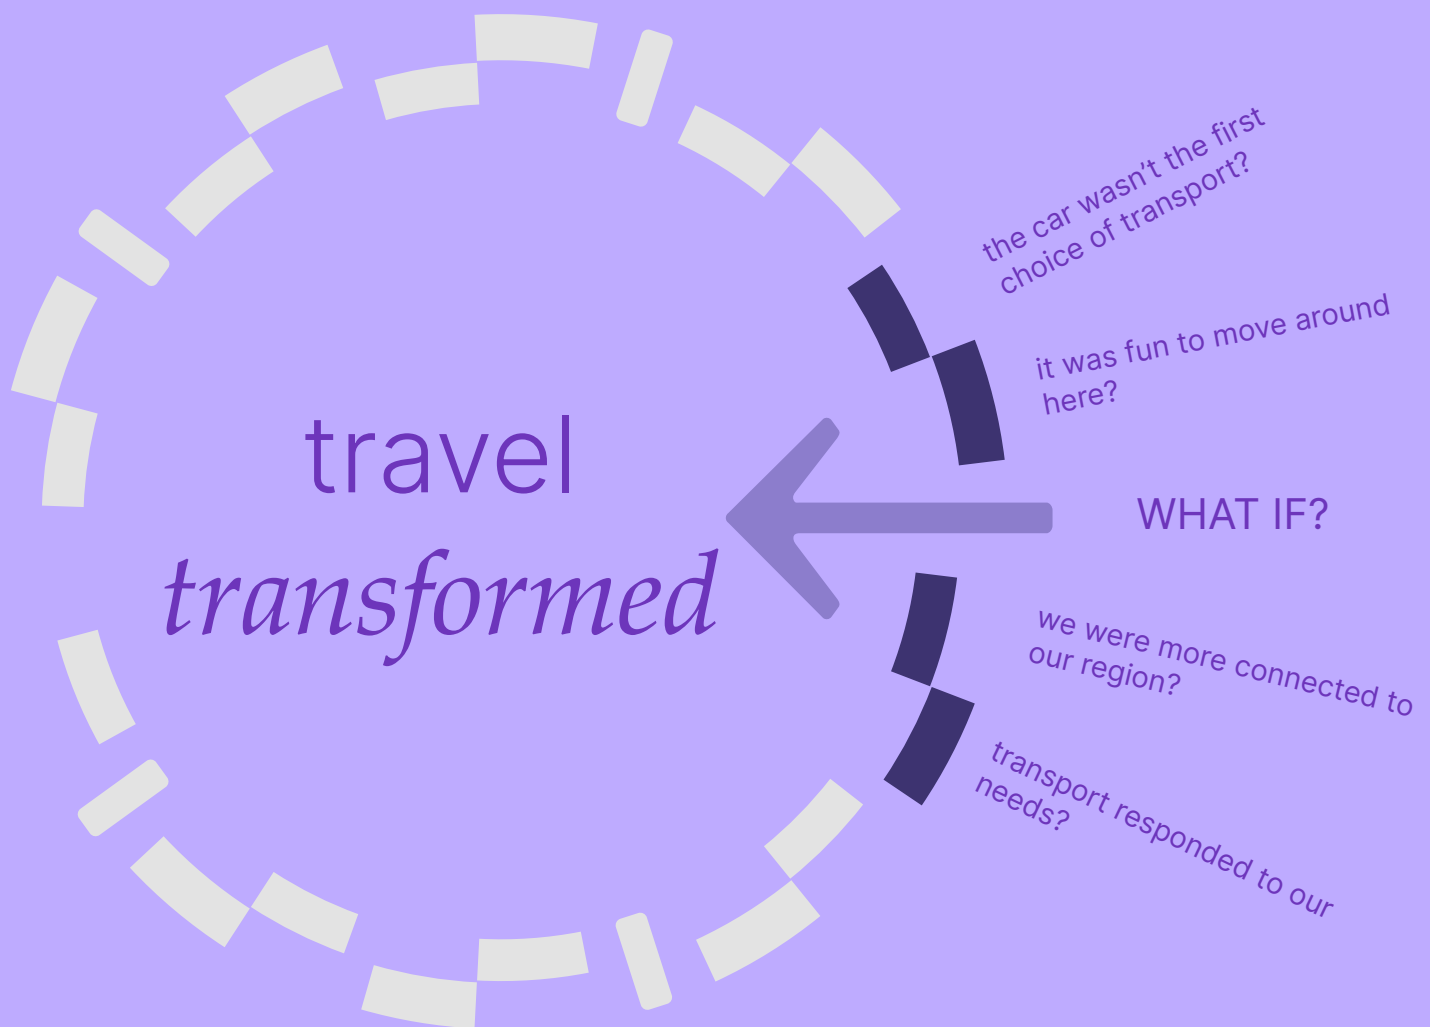 the car wasn’t the first
choice of transport?
it was fun to move around
here?
travel
transformed
WHAT IF?
we were more connected to
our region?
transport responded to our
needs?